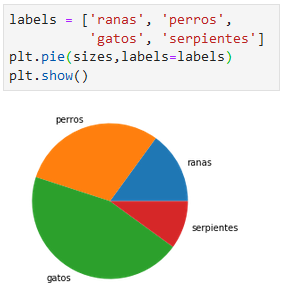 labels = ['ranas', 'perros',
'gatos', 'serpientes']
plt.pie(sizes,labels=labels)
plt.show()
perros
ranas
serpientes
gatos